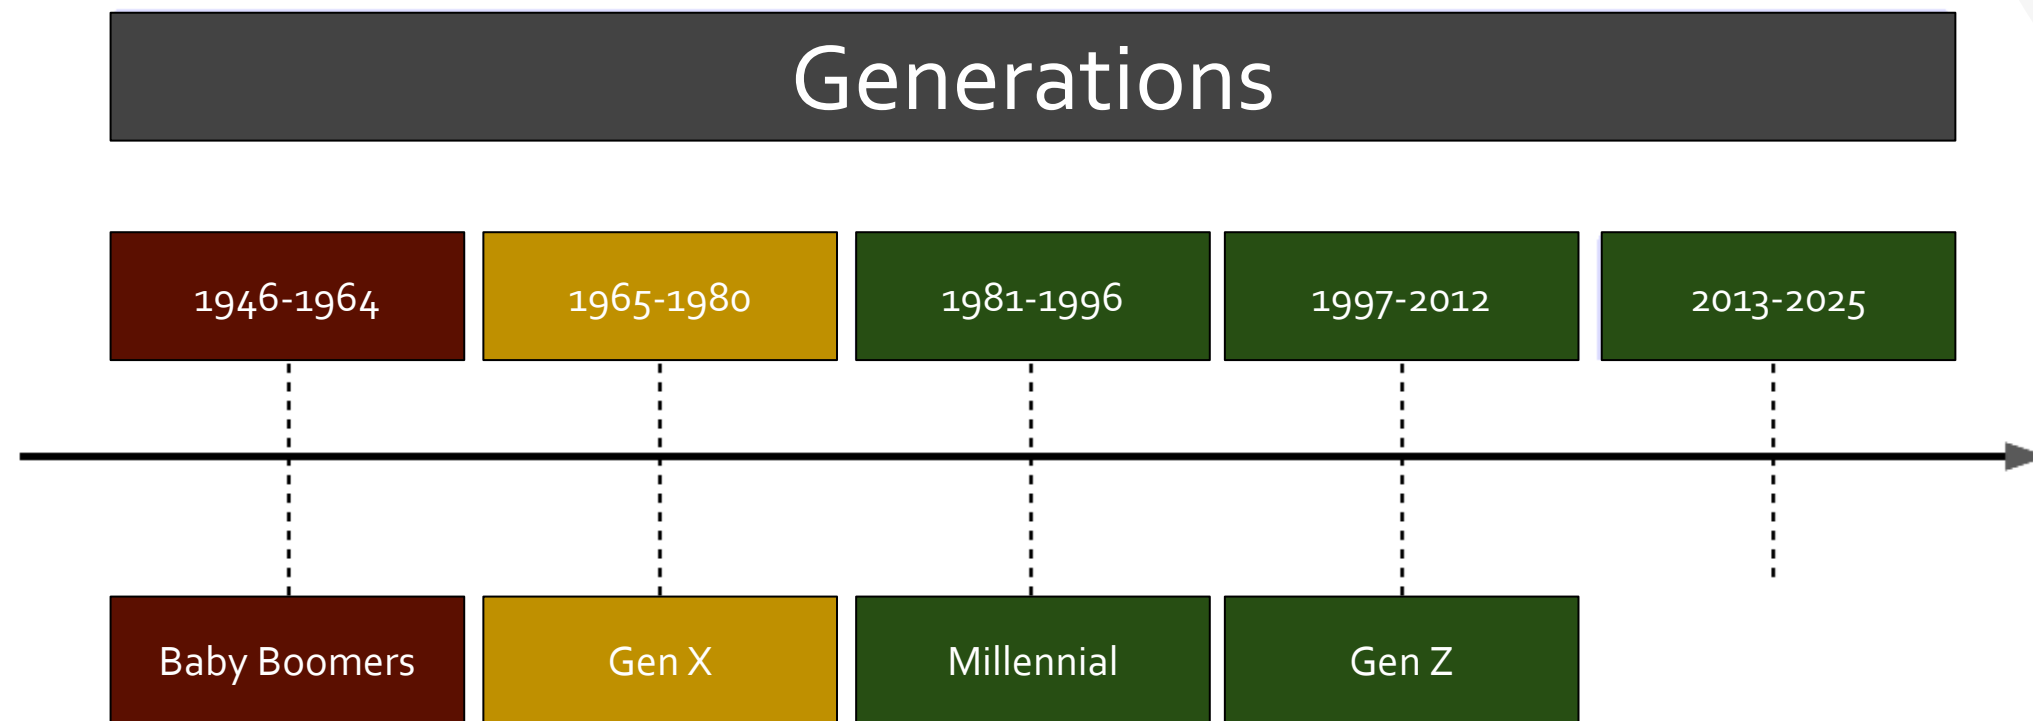 Generations
1946-1964
1965-1980
1981-1996
1997-2012
2013-2025
Baby Boomers
Gen X
Millennial
Gen Z